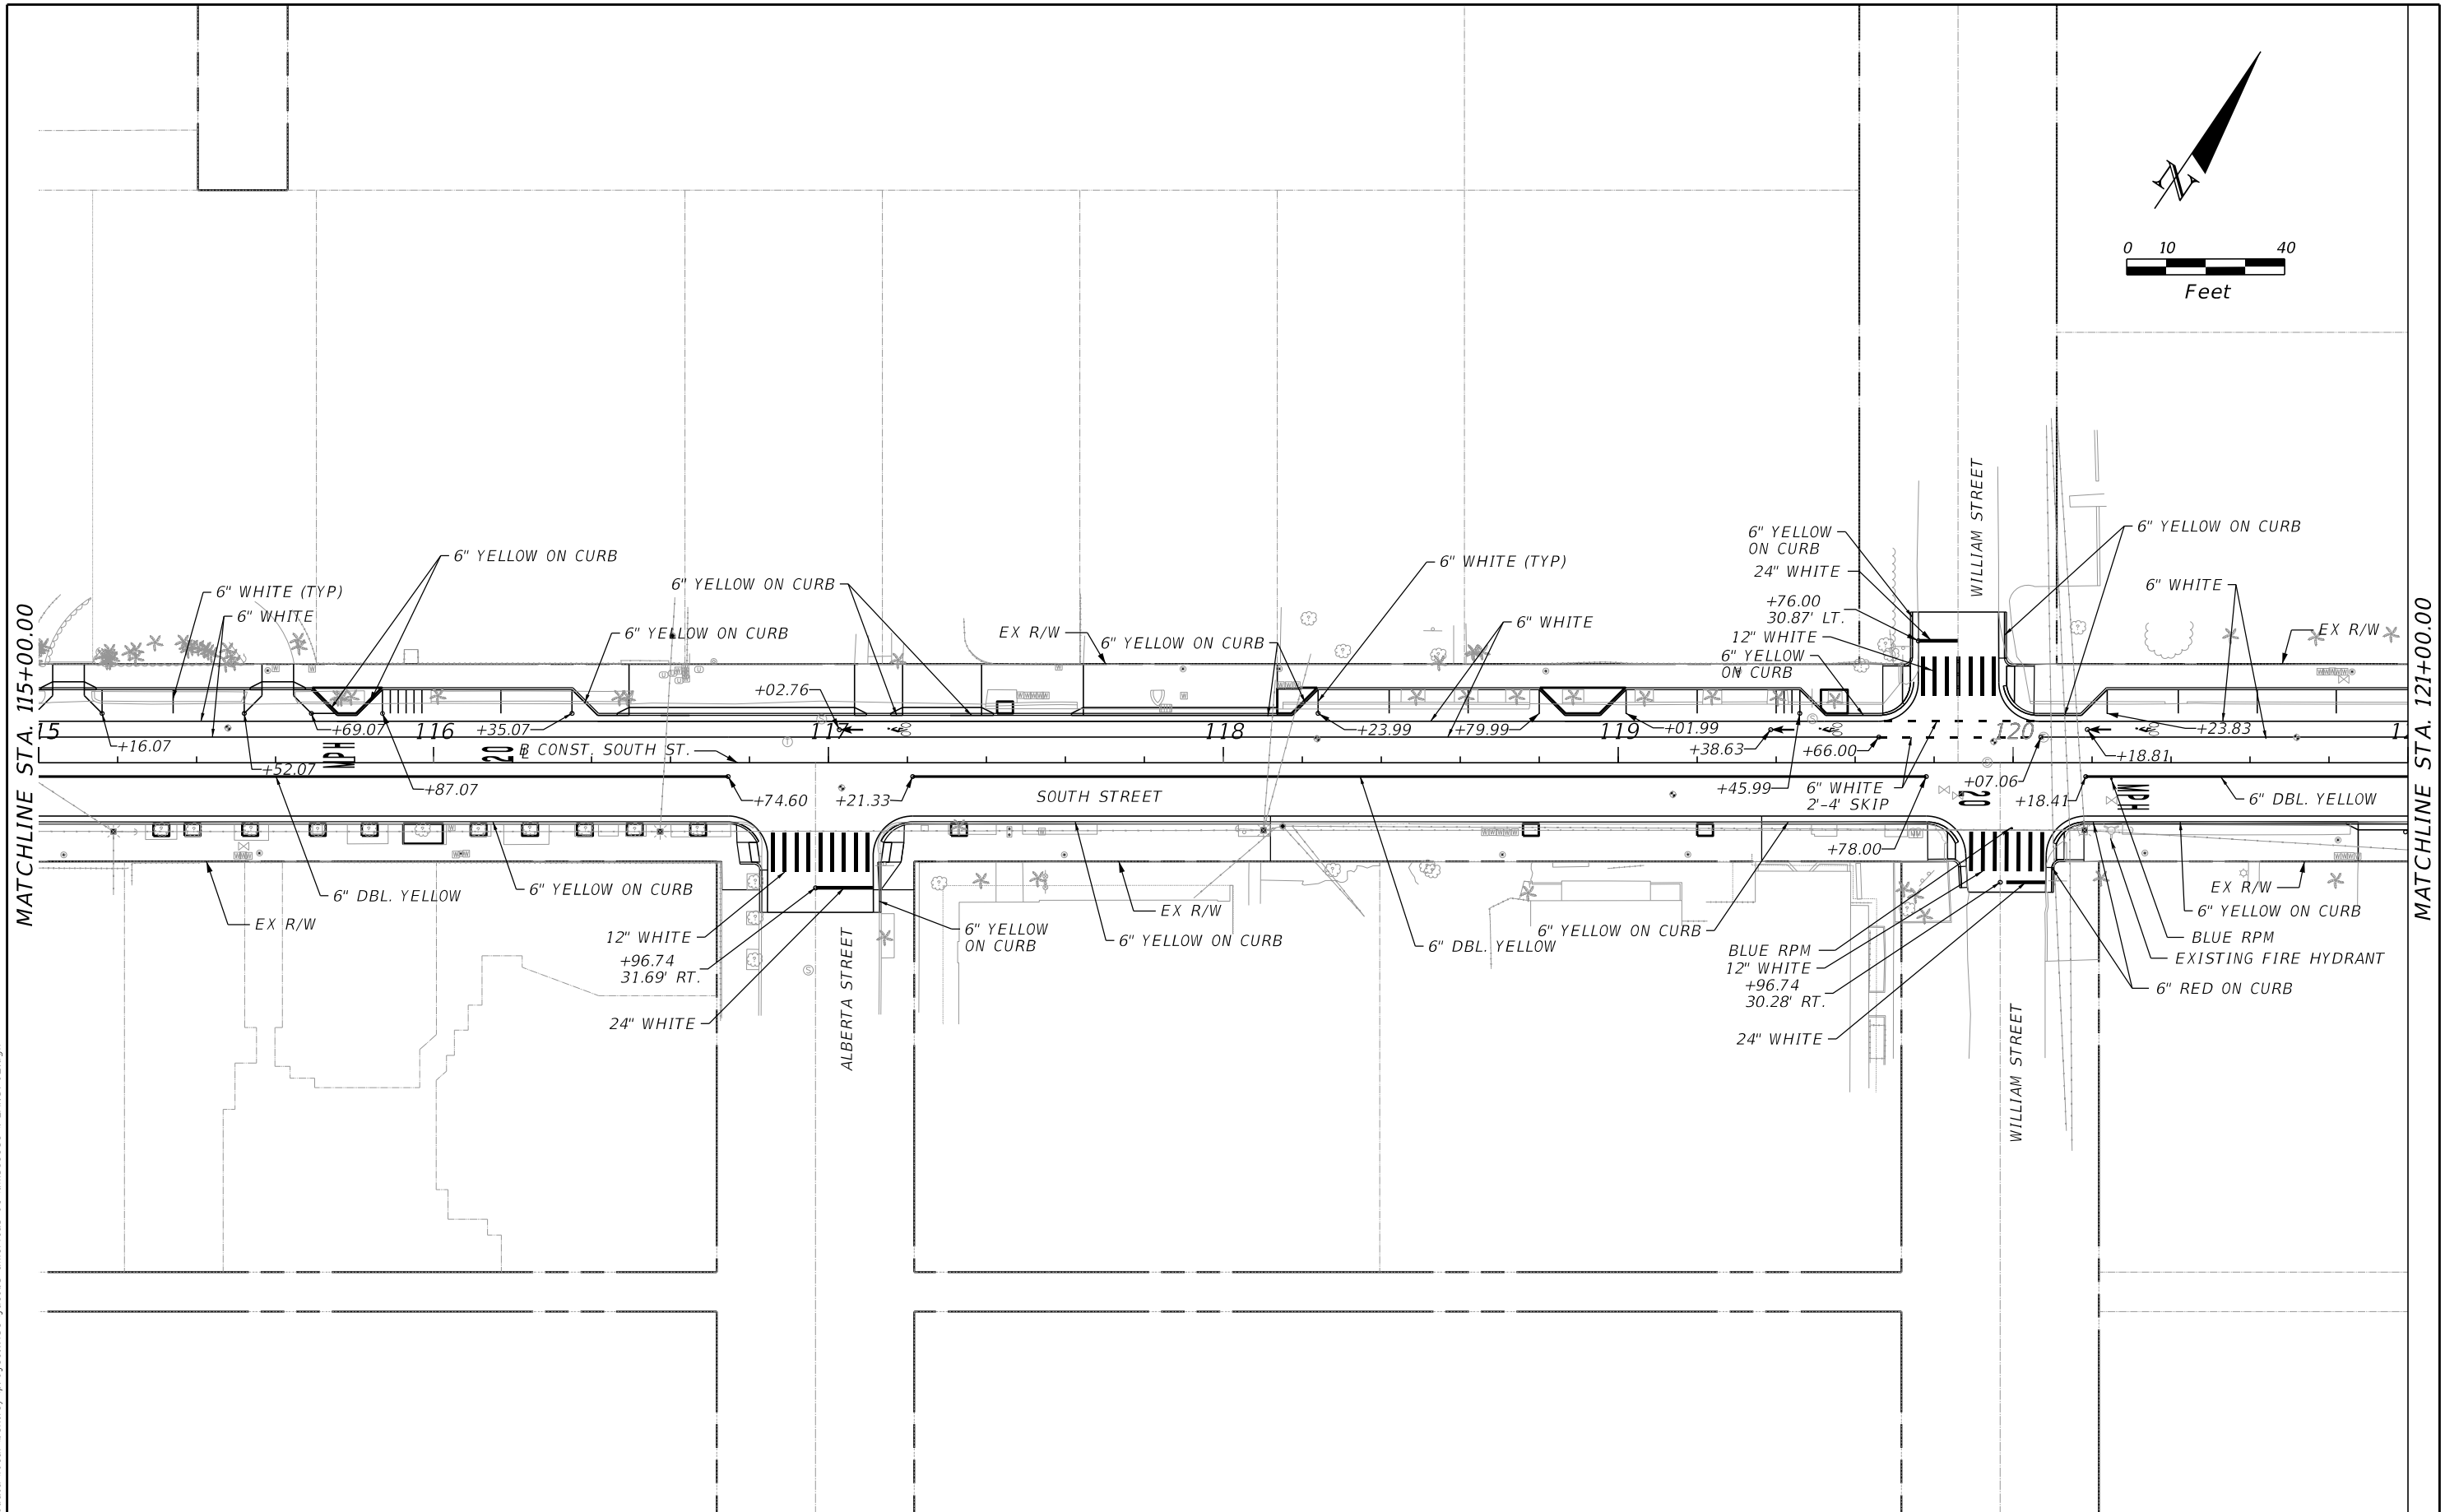 N
0 10 40
Feet
WILLIAM STREET
6" YELLOW
ON CURB
24" WHITE
+76.00
30.87' LT.
12" WHITE
6" YELLOW
ON CURB
6" YELLOW ON CURB
6" WHITE
EX R/W
6" YELLOW ON CURB
6" WHITE (TYP)
6" WHITE
6" YELLOW ON CURB
6" YELLOW ON CURB
EX R/W
6" YELLOW ON CURB
6" WHITE (TYP)
6" WHITE
MATCHLINE STA. 115+00.00
MATCHLINE STA. 121+00.00
+02.76
15 116 117 118 119 120
+16.07
+52.07
+69.07
+87.07
+35.07
+23.99
+79.99
+01.99
+38.63
+66.00
+45.99
+23.83
+18.81
+07.06
+18.41
MPH
20
BL CONST. SOUTH ST.
+74.60
+21.33
SOUTH STREET
6" WHITE
2'-4' SKIP
20
MPH
6" DBL. YELLOW
+78.00
6" DBL. YELLOW
6" YELLOW ON CURB
EX R/W
12" WHITE
+96.74
31.69' RT.
24" WHITE
ALBERTA STREET
6" YELLOW
ON CURB
EX R/W
6" YELLOW ON CURB
6" DBL. YELLOW
6" YELLOW ON CURB
BLUE RPM
12" WHITE
+96.74
30.28' RT.
24" WHITE
WILLIAM STREET
EX R/W
6" YELLOW ON CURB
BLUE RPM
EXISTING FIRE HYDRANT
6" RED ON CURB